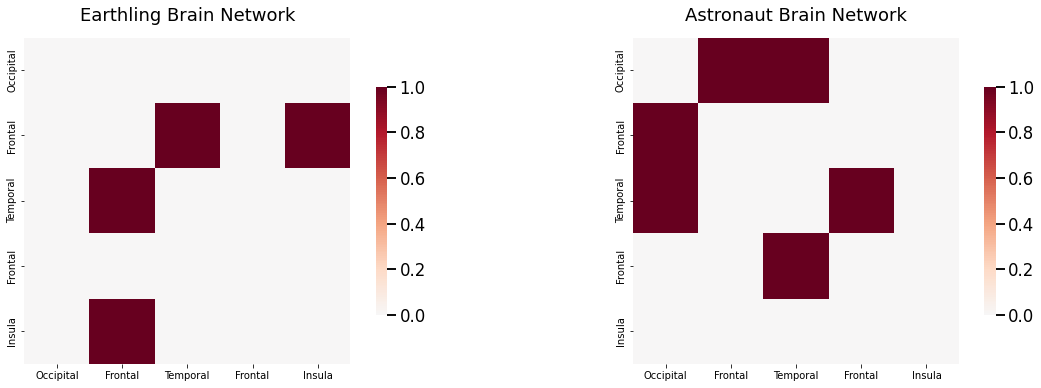 Earthling Brain Network
Astronaut Brain Network
Occipital
Frontal
Temporal
Frontal
Insula
Occipital Frontal Temporal Frontal Insula
1.0
0.8
0.6
0.4
0.2
0.0
Occipital
Frontal
Temporal
Frontal
Insula
Occipital Frontal Temporal Frontal Insula
1.0
0.8
0.6
0.4
0.2
0.0